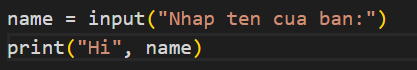 name = input("Nhap ten cua ban:")
print("Hi", name)